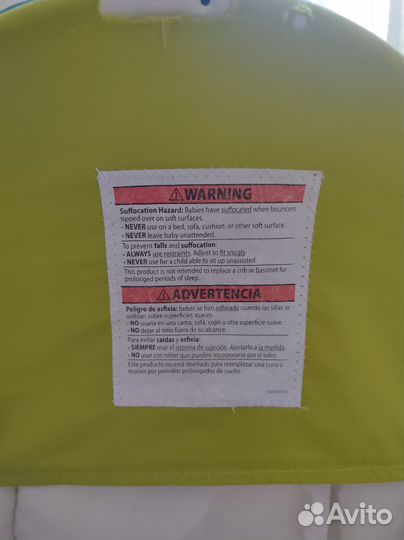 WARNING
Suffocation Hazard: Babies have suffocated when bouncers
tipped over on soft surfaces.
• NEVER use on a bed, sofa, cushion, or other soft surface.
• NEVER leave baby unattended.
To prevent falls and suffocation:
• ALWAYS use restraints. Adjust to fit snugly.
• NEVER use for a child able to sit up unassisted.
This product is not intended to replace a crib or bassinet for
prolonged periods of sleep.
ADVERTENCIA
Peligro de asfixia: bebés se han asfixiado cuando las sillas se
voltean sobre superficies suaves.
• NO usarla en una cama, sofá, cojín u otra superficie suave.
• NO dejar al niño fuera de su alcance.
Para evitar caídas y asfixia:
• SIEMPRE usar el sistema de sujeción. Ajustarlo a la medida.
• NO usar con niños que pueden incorporarse por sí solos.
Este producto no está diseñado para reemplazar una cuna o
moisés por períodos prolongados de sueño.
Avito